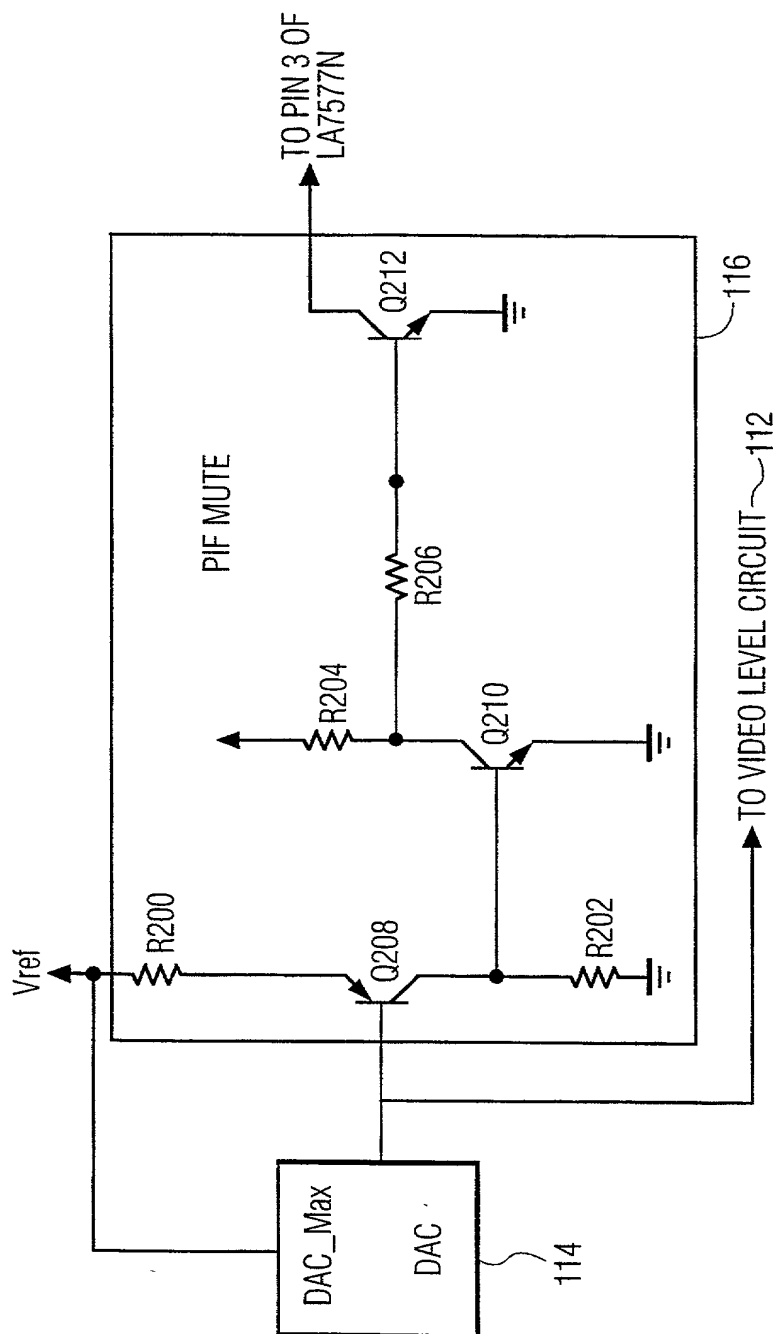 Vref
R200
Q208
R202
R204
Q210
R206
PIF MUTE
Q212
TO PIN 3 OF
LA7577N
DAC_Max
DAC
114
116
TO VIDEO LEVEL CIRCUIT 112